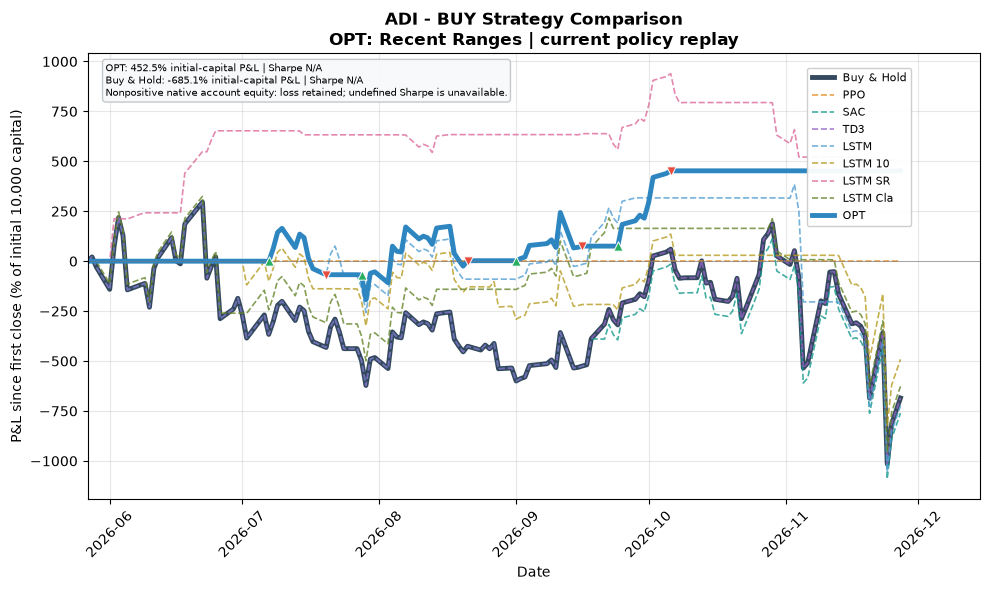 ADI - BUY Strategy Comparison
OPT: Recent Ranges | current policy replay
OPT: 452.5% initial-capital P&L | Sharpe N/A
Buy & Hold: -685.1% initial-capital P&L | Sharpe N/A
Nonpositive native account equity: loss retained; undefined Sharpe is unavailable.
Buy & Hold
PPO
SAC
TD3
LSTM
LSTM 10
LSTM SR
LSTM Cla
OPT
P&L since first close (% of initial 10,000 capital)
1000
750
500
250
0
−250
−500
−750
−1000
2026-06
2026-07
2026-08
2026-09
2026-10
2026-11
2026-12
Date